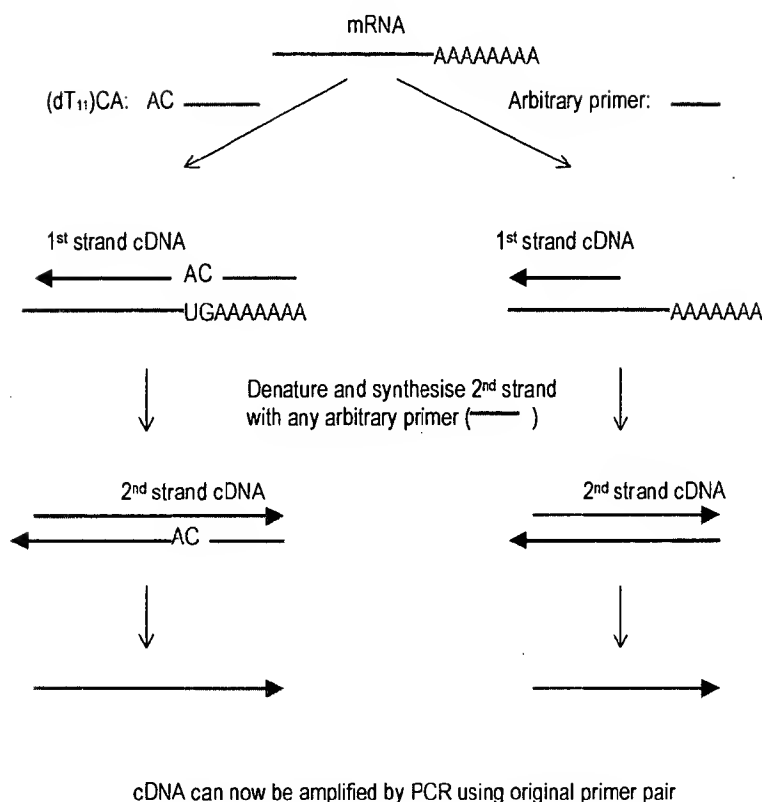 mRNA
AAAAAAAA
(dT₁₁)CA: AC
Arbitrary primer:
1st strand cDNA
1st strand cDNA
AC
UGAAAAAAA
AAAAAAA
Denature and synthesise 2nd strand
with any arbitrary primer ( )
2nd strand cDNA
2nd strand cDNA
AC
cDNA can now be amplified by PCR using original primer pair